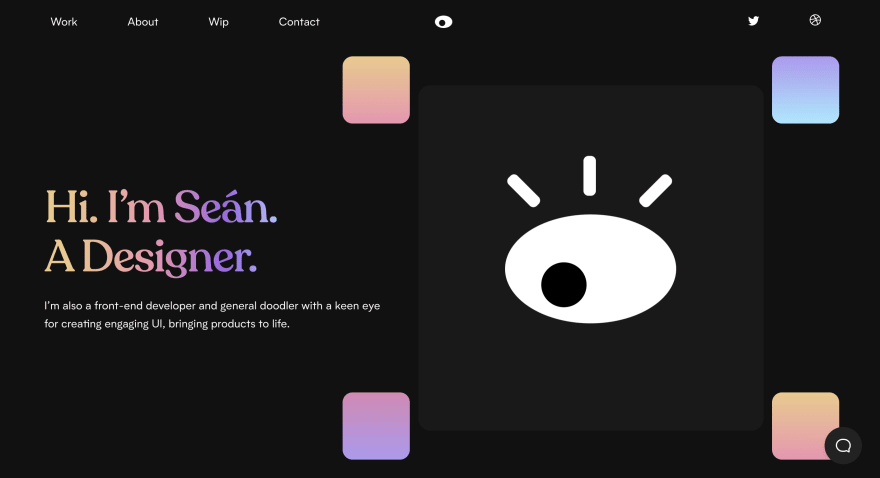 Work
About
Wip
Contact
Hi. I’m Seán.
A Designer.
I’m also a front-end developer and general doodler with a keen eye
for creating engaging UI, bringing products to life.